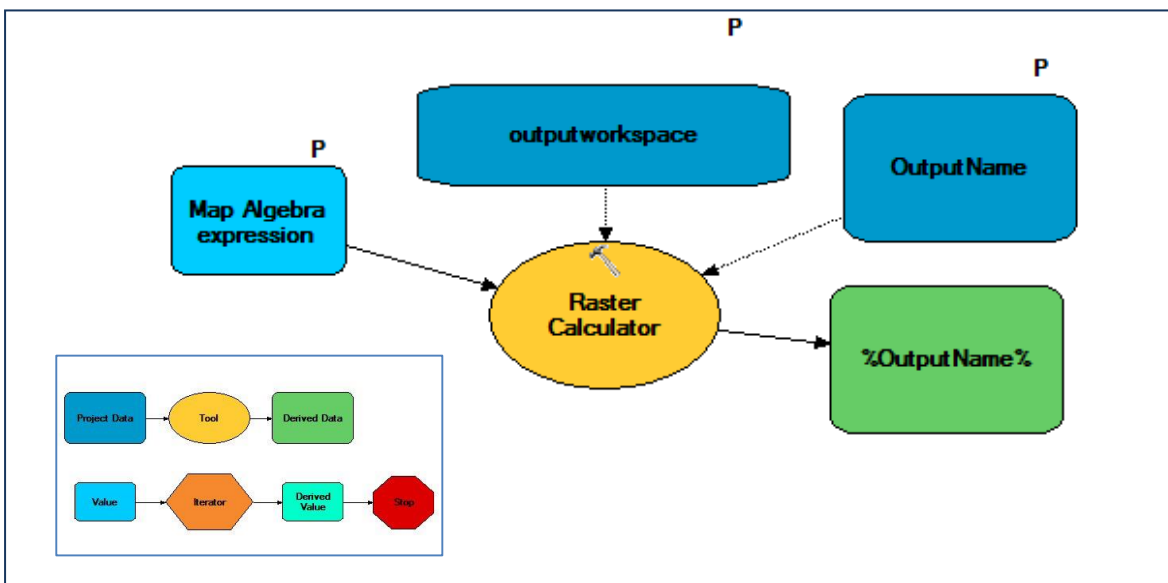 P
P
outputworkspace
P
OutputName
Map Algebra
expression
Raster
Calculator
%OutputName%
Project Data
Tool
Derived Data
Value
Iterator
Derived
Value
Stop